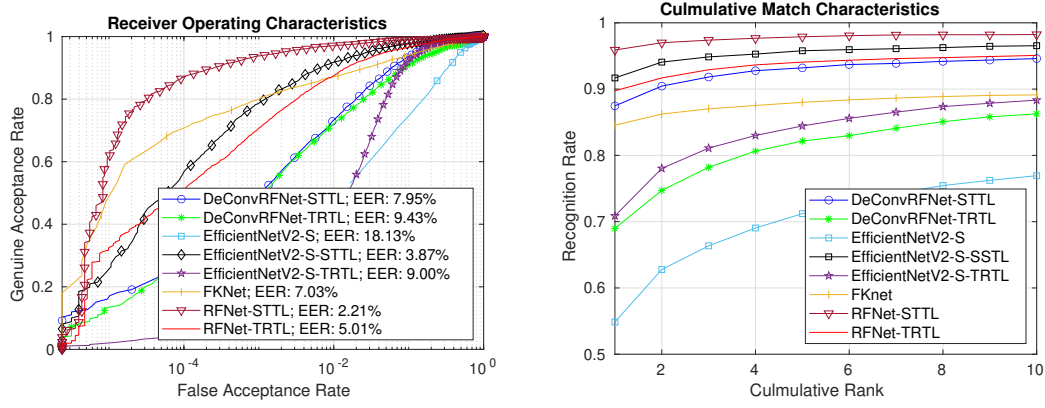 Receiver Operating Characteristics
1
0.8
0.6
0.4
0.2
0
Genuine Acceptance Rate
10^-4
10^-2
10^0
False Acceptance Rate
DeConvRFNet-STTL; EER: 7.95%
DeConvRFNet-TRTL; EER: 9.43%
EfficientNetV2-S; EER: 18.13%
EfficientNetV2-S-STTL; EER: 3.87%
EfficientNetV2-S-TRTL; EER: 9.00%
FKNet; EER: 7.03%
RFNet-STTL; EER: 2.21%
RFNet-TRTL; EER: 5.01%
Culmulative Match Characteristics
1
0.9
0.8
0.7
0.6
0.5
Recognition Rate
2
4
6
8
10
Culmulative Rank
DeConvRFNet-STTL
DeConvRFNet-TRTL
EfficientNetV2-S
EfficientNetV2-S-SSTL
EfficientNetV2-S-TRTL
FKnet
RFNet-STTL
RFNet-TRTL